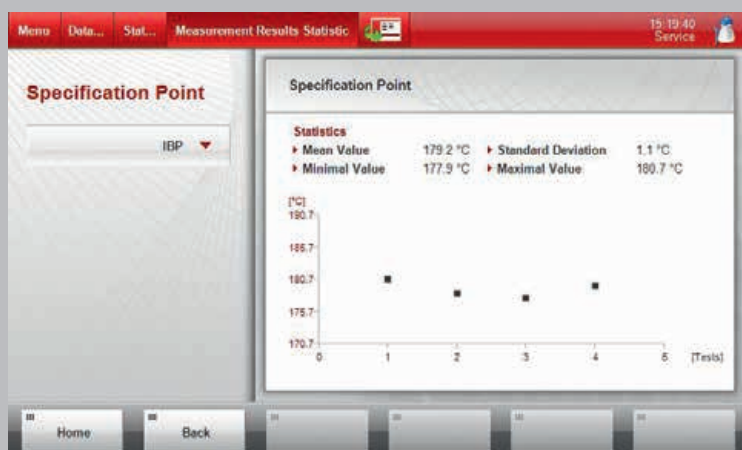 Menu Data... Stat... Measurement Results Statistic
15:19:40
Service
Specification Point
IBP
Specification Point
Statistics
Mean Value 179.2 °C Standard Deviation 1.1 °C
Minimal Value 177.9 °C Maximal Value 180.7 °C
[°C]
190.7
185.7
180.7
175.7
170.7
0 1 2 3 4 5 [Tests]
Home Back